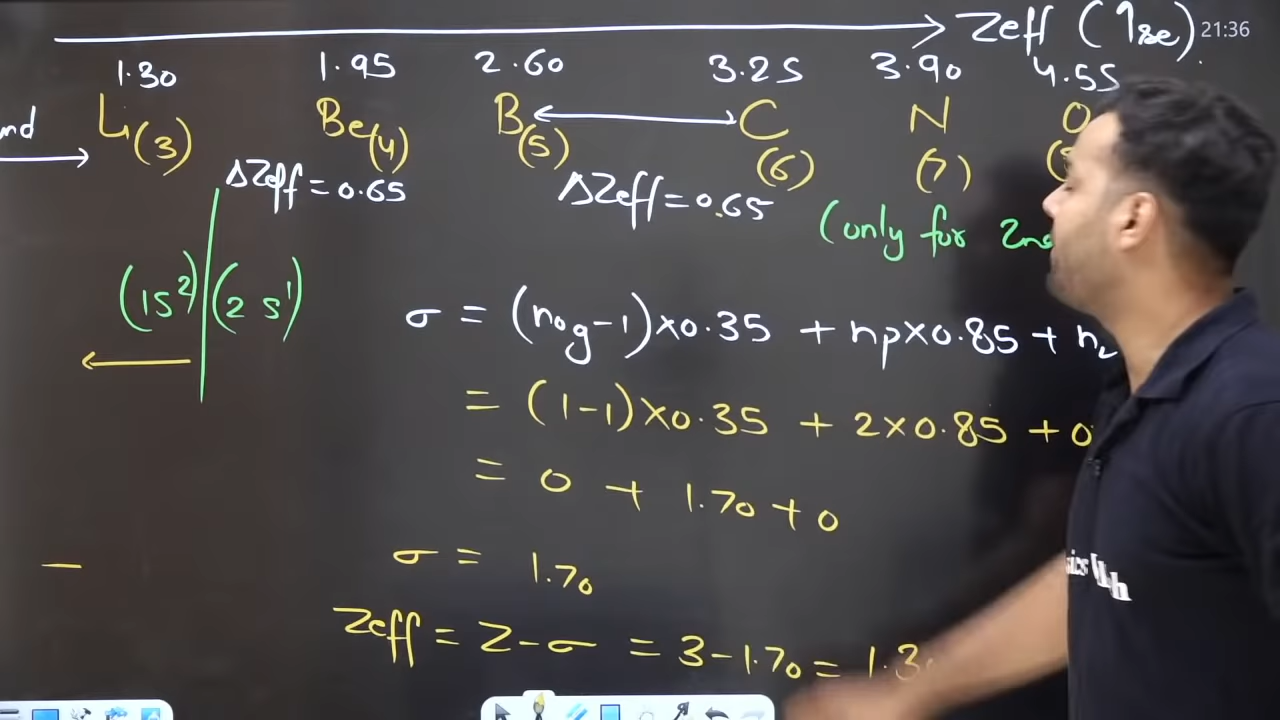 Zeff (↑se)
21:36
1.30 1.95 2.60 3.25 3.90 4.55
Li Be B ↔ C N O
(3) (4) (5) (6) (7)
nd →
ΔZeff = 0.65 ΔZeff = 0.65
(only for 2nd
(1s²) (2s¹)
σ = (nog-1)×0.35 + np×0.85 + n
= (1-1)×0.35 + 2×0.85 + 0
= 0 + 1.70 + 0
σ = 1.70
Zeff = Z-σ = 3-1.70 = 1.30